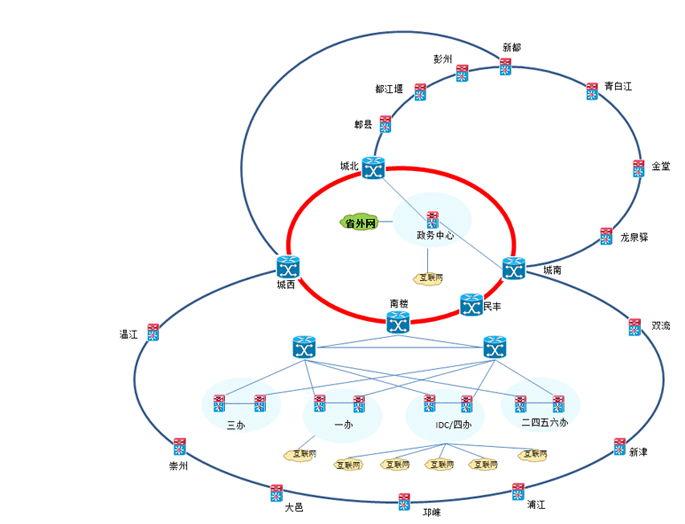 新都
彭州
青白江
都江堰
郫县
城北
金堂
省外网
政务中心
龙泉驿
城南
互联网
城西
南楼
民丰
温江
双流
三办
一办
IDC/四办
二四五六办
互联网
互联网
互联网
互联网
互联网
互联网
崇州
新津
大邑
邛崃
浦江